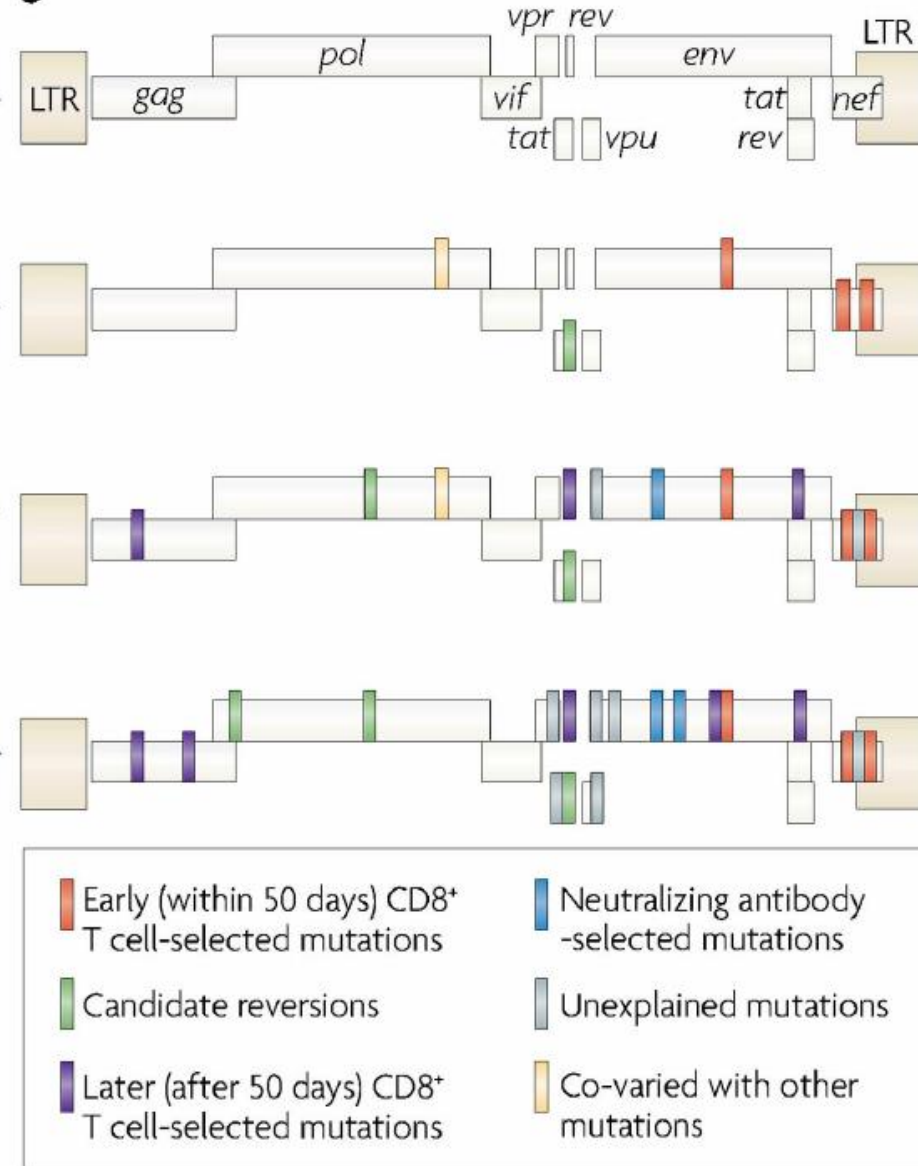 vpr rev
LTR
pol
env
LTR
gag
vif
tat
nef
tat
vpu
rev
Early (within 50 days) CD8⁺
T cell-selected mutations
Candidate reversions
Later (after 50 days) CD8⁺
T cell-selected mutations
Neutralizing antibody
-selected mutations
Unexplained mutations
Co-varied with other
mutations